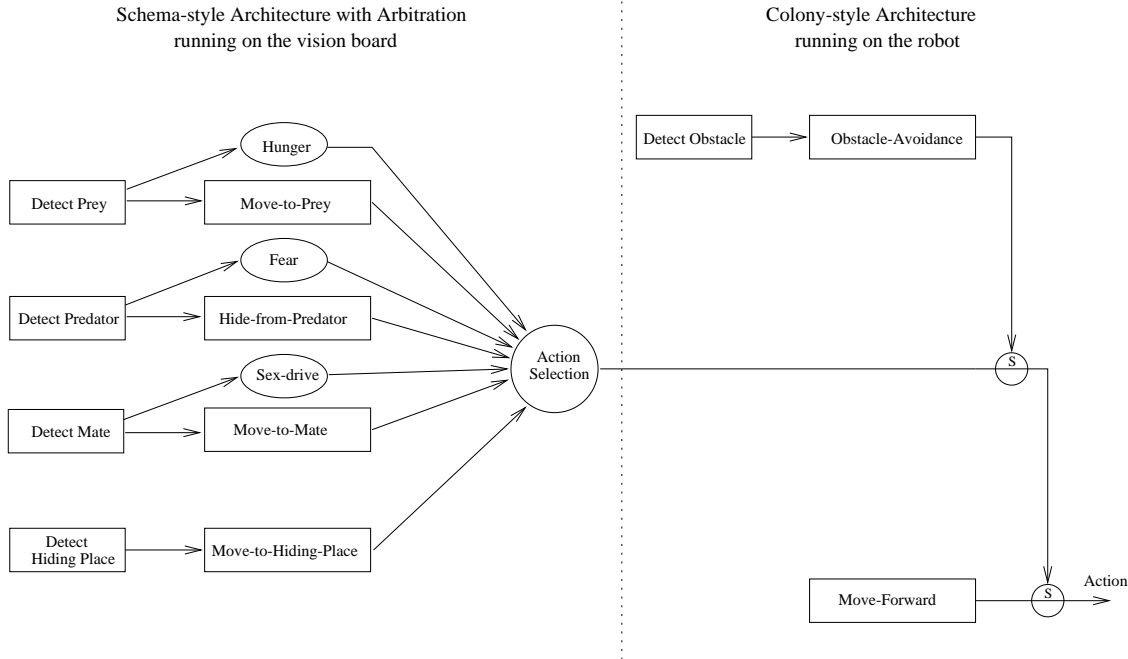 Schema-style Architecture with Arbitration
running on the vision board
Colony-style Architecture
running on the robot
Detect Obstacle
Obstacle-Avoidance
Hunger
Detect Prey
Move-to-Prey
Fear
Detect Predator
Hide-from-Predator
Action
Selection
S
Sex-drive
Detect Mate
Move-to-Mate
Detect
Hiding Place
Move-to-Hiding-Place
Move-Forward
S
Action